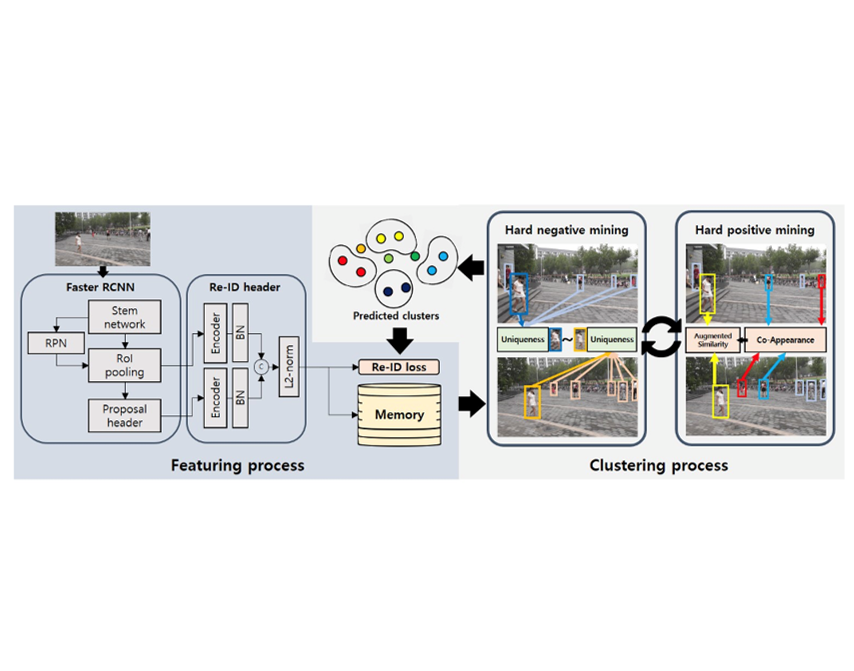 Faster RCNN
Stem
network
RPN
RoI
pooling
Proposal
header
Re-ID header
Encoder
BN
Encoder
BN
C
L2-norm
Featuring process
Predicted clusters
Re-ID loss
Memory
Hard negative mining
Uniqueness
~
Uniqueness
Hard positive mining
Augmented
Similarity
Co-Appearance
Clustering process